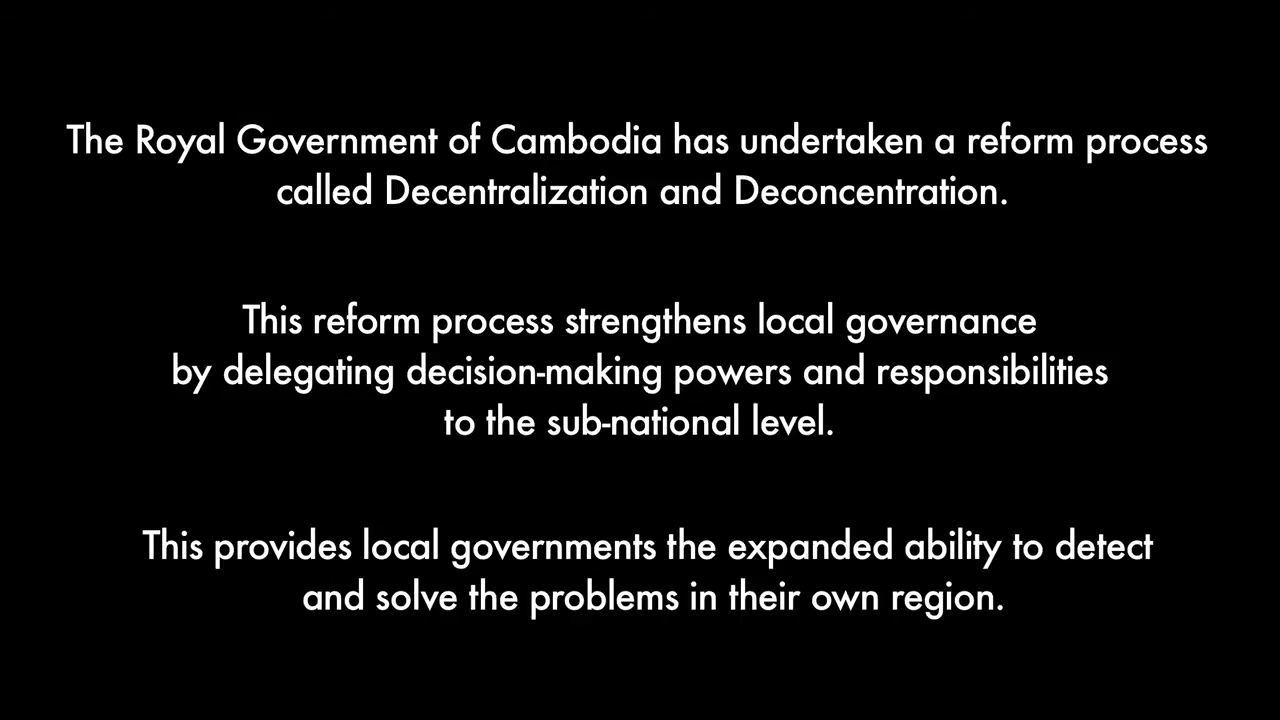 The Royal Government of Cambodia has undertaken a reform process
called Decentralization and Deconcentration.
This reform process strengthens local governance
by delegating decision-making powers and responsibilities
to the sub-national level.
This provides local governments the expanded ability to detect
and solve the problems in their own region.